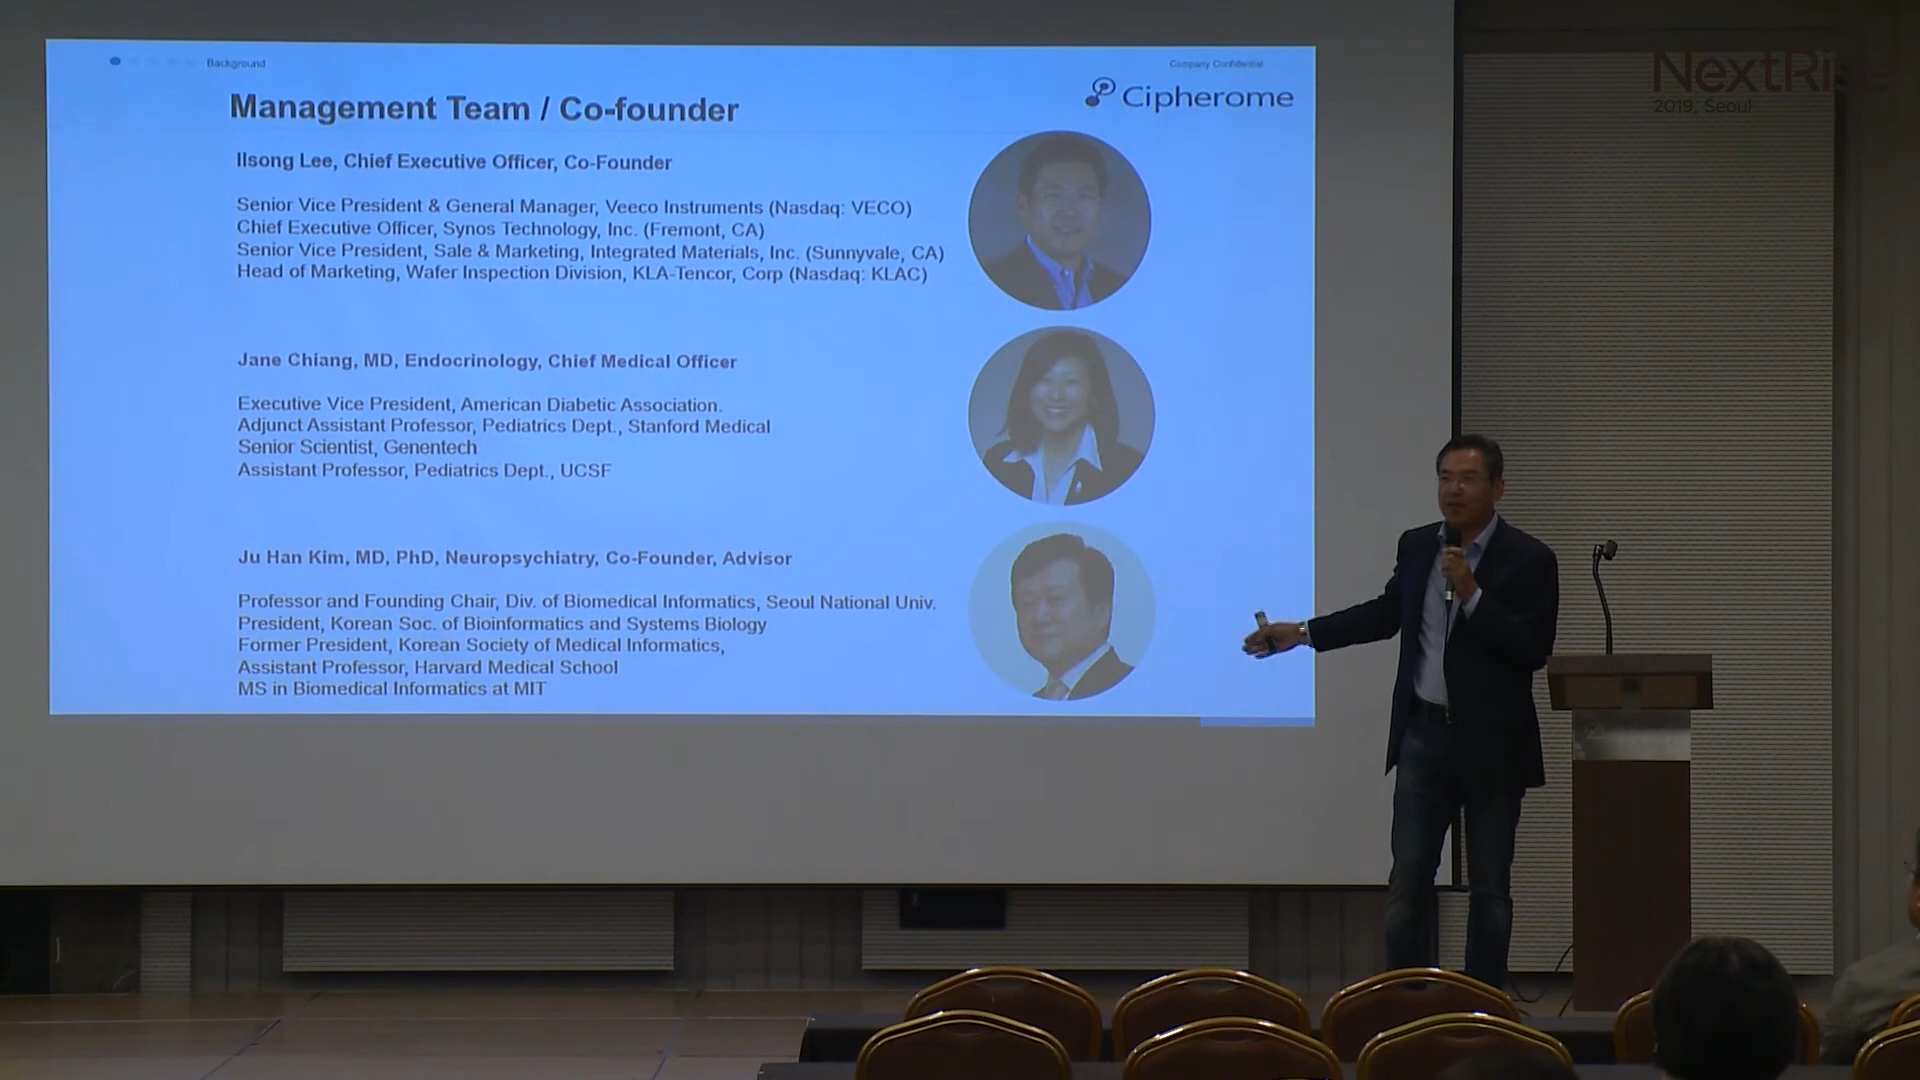 Background
Company Confidential
Management Team / Co-founder
Cipherome
Ilsong Lee, Chief Executive Officer, Co-Founder
Senior Vice President & General Manager, Veeco Instruments (Nasdaq: VECO)
Chief Executive Officer, Synos Technology, Inc. (Fremont, CA)
Senior Vice President, Sale & Marketing, Integrated Materials, Inc. (Sunnyvale, CA)
Head of Marketing, Wafer Inspection Division, KLA-Tencor, Corp (Nasdaq: KLAC)
Jane Chiang, MD, Endocrinology, Chief Medical Officer
Executive Vice President, American Diabetic Association.
Adjunct Assistant Professor, Pediatrics Dept., Stanford Medical
Senior Scientist, Genentech
Assistant Professor, Pediatrics Dept., UCSF
Ju Han Kim, MD, PhD, Neuropsychiatry, Co-Founder, Advisor
Professor and Founding Chair, Div. of Biomedical Informatics, Seoul National Univ.
President, Korean Soc. of Bioinformatics and Systems Biology
Former President, Korean Society of Medical Informatics,
Assistant Professor, Harvard Medical School
MS in Biomedical Informatics at MIT
NextRise
2019, Seoul